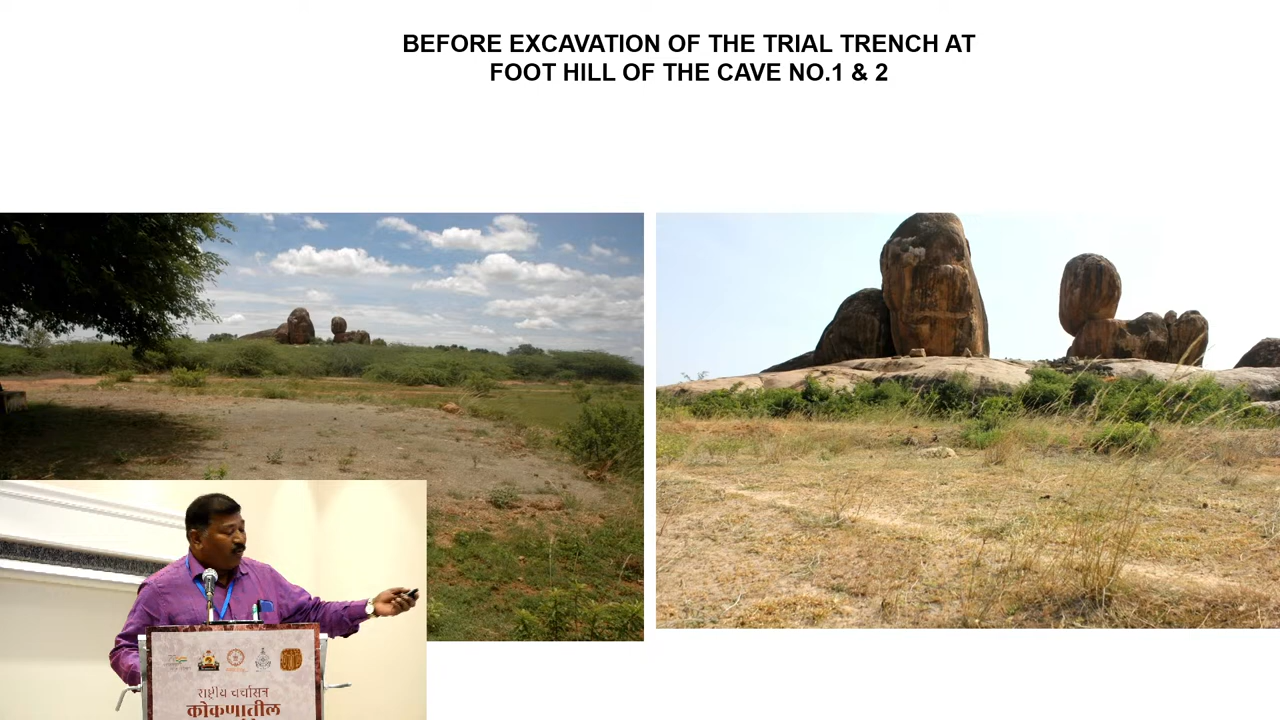 BEFORE EXCAVATION OF THE TRIAL TRENCH AT
FOOT HILL OF THE CAVE NO.1 & 2
राष्ट्रीय चर्चासत्र
कोकणातील